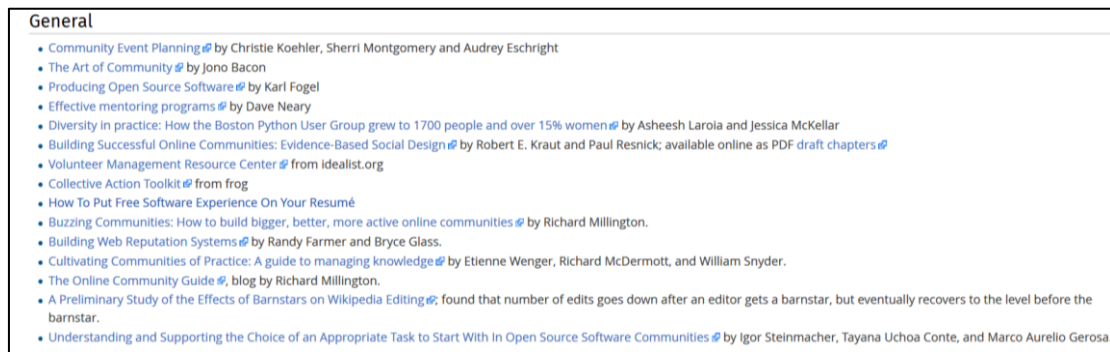 General
Community Event Planning by Christie Koehler, Sherri Montgomery and Audrey Eschright
The Art of Community by Jono Bacon
Producing Open Source Software by Karl Fogel
Effective mentoring programs by Dave Neary
Diversity in practice: How the Boston Python User Group grew to 1700 people and over 15% women by Asheesh Laroia and Jessica McKellar
Building Successful Online Communities: Evidence-Based Social Design by Robert E. Kraut and Paul Resnick; available online as PDF draft chapters
Volunteer Management Resource Center from idealist.org
Collective Action Toolkit from frog
How To Put Free Software Experience On Your Resumé
Buzzing Communities: How to build bigger, better, more active online communities by Richard Millington.
Building Web Reputation Systems by Randy Farmer and Bryce Glass.
Cultivating Communities of Practice: A guide to managing knowledge by Etienne Wenger, Richard McDermott, and William Snyder.
The Online Community Guide, blog by Richard Millington.
A Preliminary Study of the Effects of Barnstars on Wikipedia Editing; found that number of edits goes down after an editor gets a barnstar, but eventually recovers to the level before the
barnstar.
Understanding and Supporting the Choice of an Appropriate Task to Start With In Open Source Software Communities by Igor Steinmacher, Tayana Uchoa Conte, and Marco Aurelio Gerosa